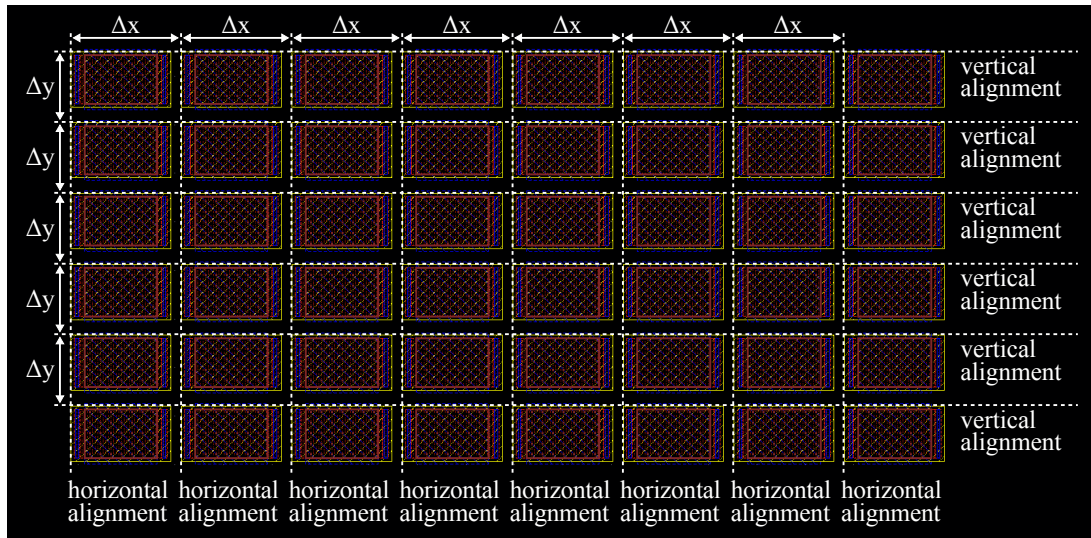 Δx Δx Δx Δx Δx Δx Δx
Δy
vertical
alignment
Δy
vertical
alignment
Δy
vertical
alignment
Δy
vertical
alignment
Δy
vertical
alignment
vertical
alignment
horizontal horizontal horizontal horizontal horizontal horizontal horizontal horizontal
alignment alignment alignment alignment alignment alignment alignment alignment